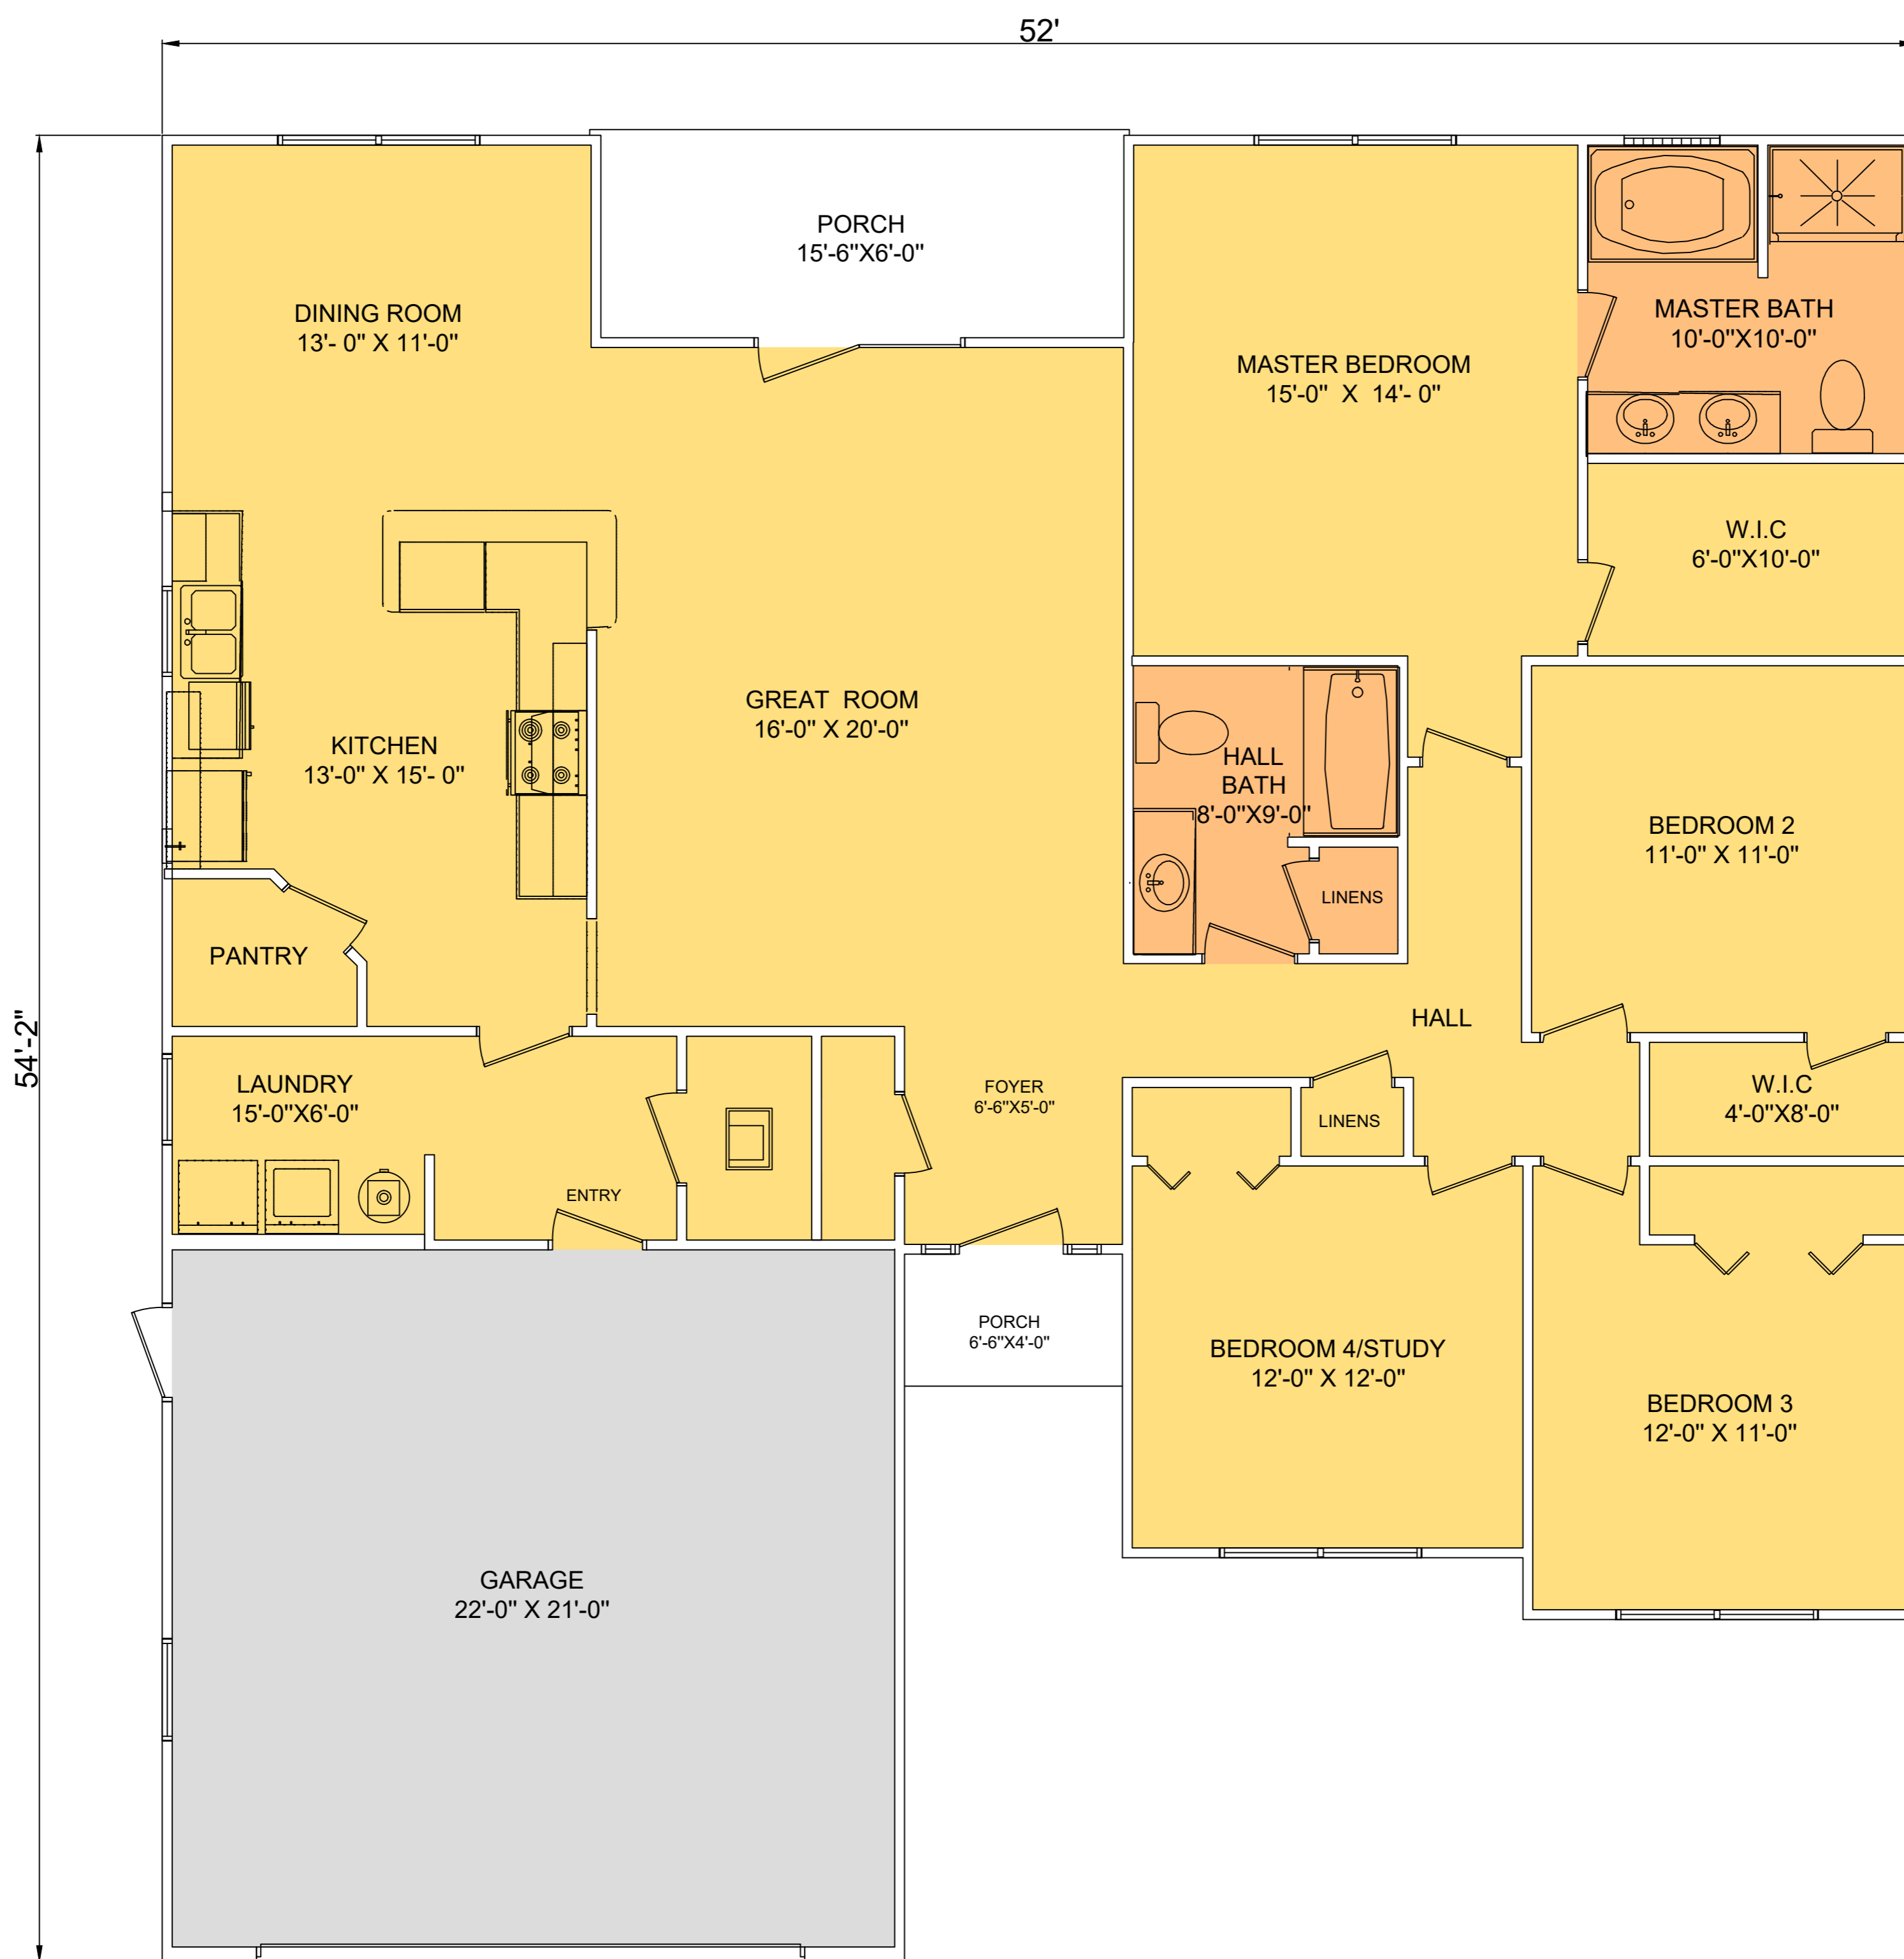 52'
PORCH
15'-6"X6'-0"
DINING ROOM
13'- 0" X 11'-0"
MASTER BATH
10'-0"X10'-0"
MASTER BEDROOM
15'-0" X 14'- 0"
W.I.C
6'-0"X10'-0"
GREAT ROOM
16'-0" X 20'-0"
KITCHEN
13'-0" X 15'- 0"
HALL
BATH
8'-0"X9'-0"
BEDROOM 2
11'-0" X 11'-0"
LINENS
PANTRY
HALL
54'-2"
LAUNDRY
15'-0"X6'-0"
FOYER
6'-6"X5'-0"
LINENS
W.I.C
4'-0"X8'-0"
ENTRY
PORCH
6'-6"X4'-0"
BEDROOM 4/STUDY
12'-0" X 12'-0"
BEDROOM 3
12'-0" X 11'-0"
GARAGE
22'-0" X 21'-0"